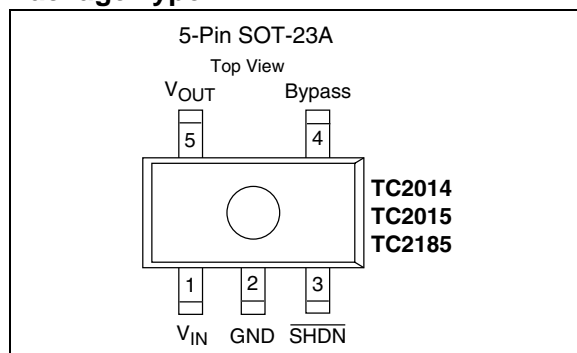 5-Pin SOT-23A
Top View
VOUT Bypass
5 4
TC2014
TC2015
TC2185
1 2 3
VIN GND SHDN